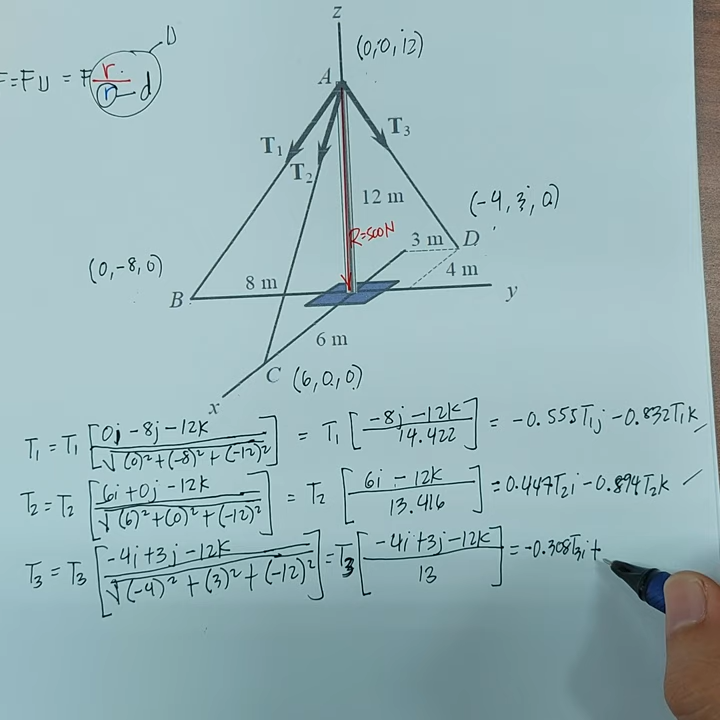 z
D
(0,0,12)
F=FD = F r/r d
A
T₃
T₁
T₂
12 m
(-4, 3, 0)
R=500N
3 m D
(0,-8,0)
8 m
4 m
B
y
6 m
C (6,0,0)
x
T₁ = T₁ [0j - 8j - 12k / √(0)²+(-8)²+(-12)²] = T₁ [-8j - 12k / 14.422] = -0.555T₁j - 0.832T₁k
T₂ = T₂ [6i + 0j - 12k / √(6)²+(0)²+(-12)²] = T₂ [6i - 12k / 13.416] = 0.447T₂i - 0.894T₂k
T₃ = T₃ [-4i + 3j - 12k / √(-4)²+(3)²+(-12)²] = T₃ [-4i + 3j - 12k / 13] = -0.308T₃i +